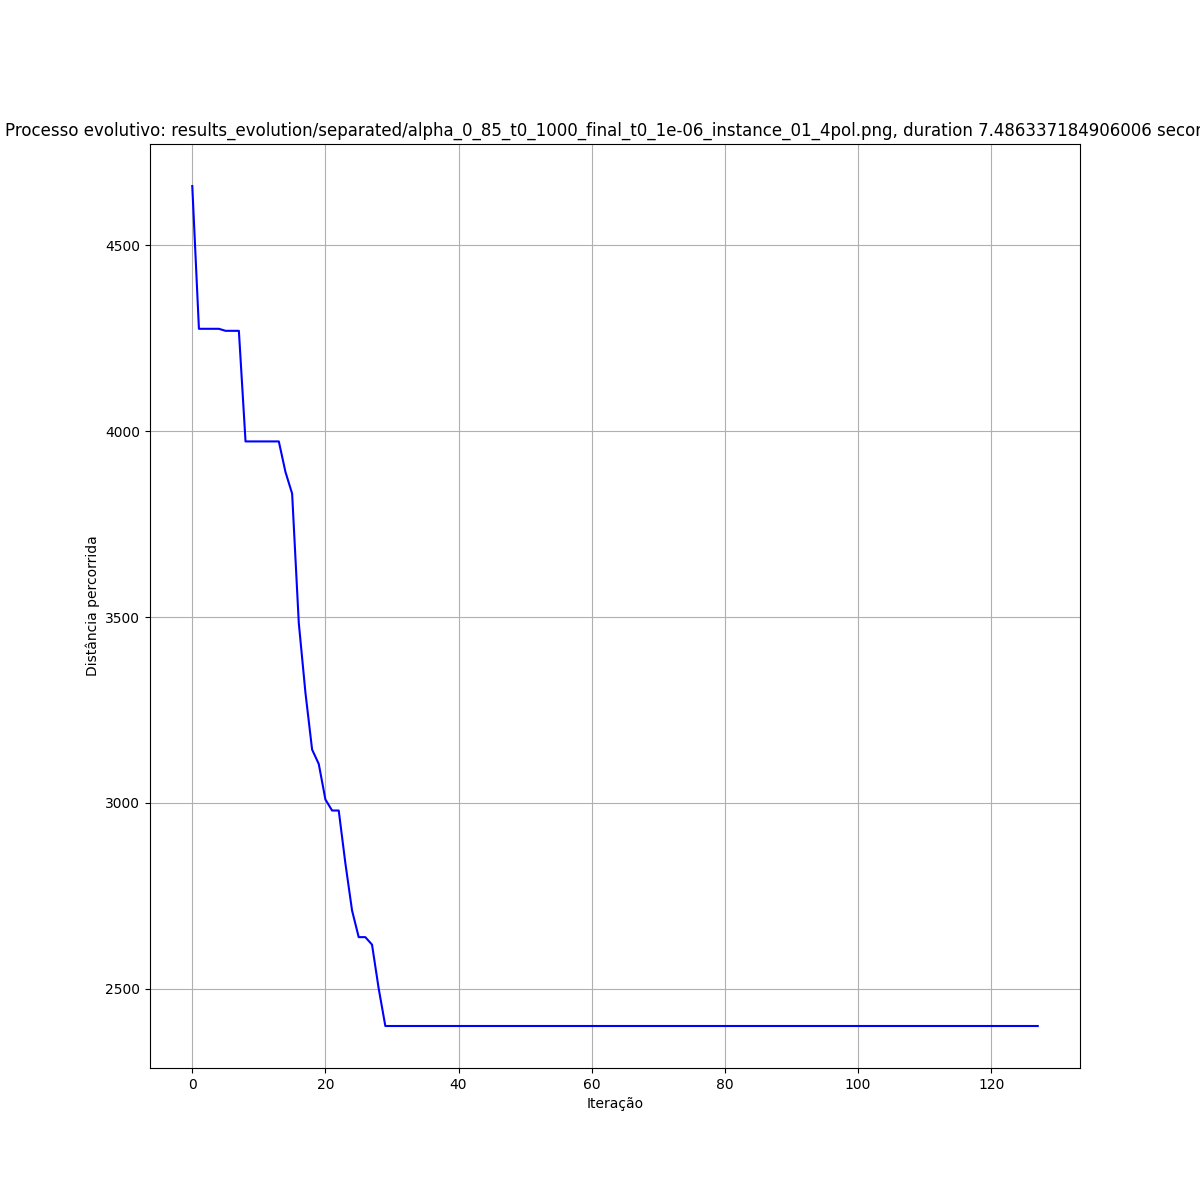 Processo evolutivo: results_evolution/separated/alpha_0_85_t0_1000_final_t0_1e-06_instance_01_4pol.png, duration 7.486337184906006
4500
4000
3500
3000
2500
Distância percorrida
0 20 40 60 80 100 120
Iteração